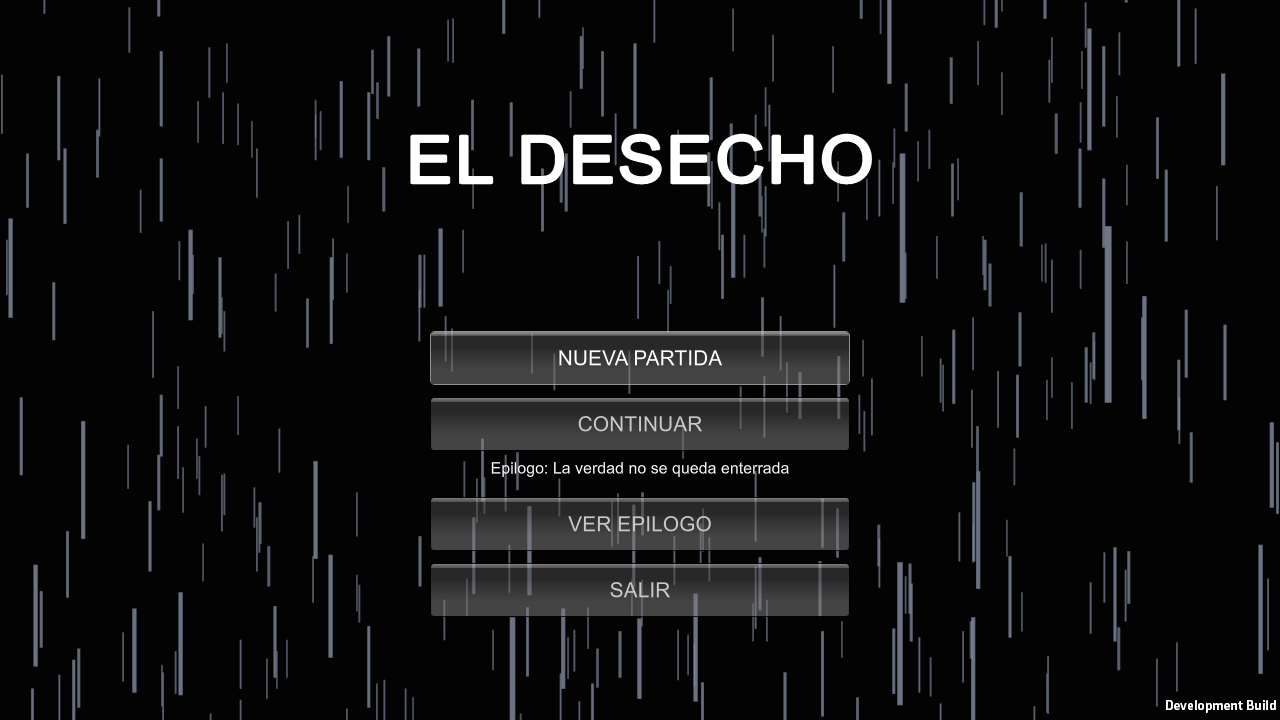 EL DESECHO
NUEVA PARTIDA
CONTINUAR
Epilogo: La verdad no se queda enterrada
VER EPILOGO
SALIR
Development Build